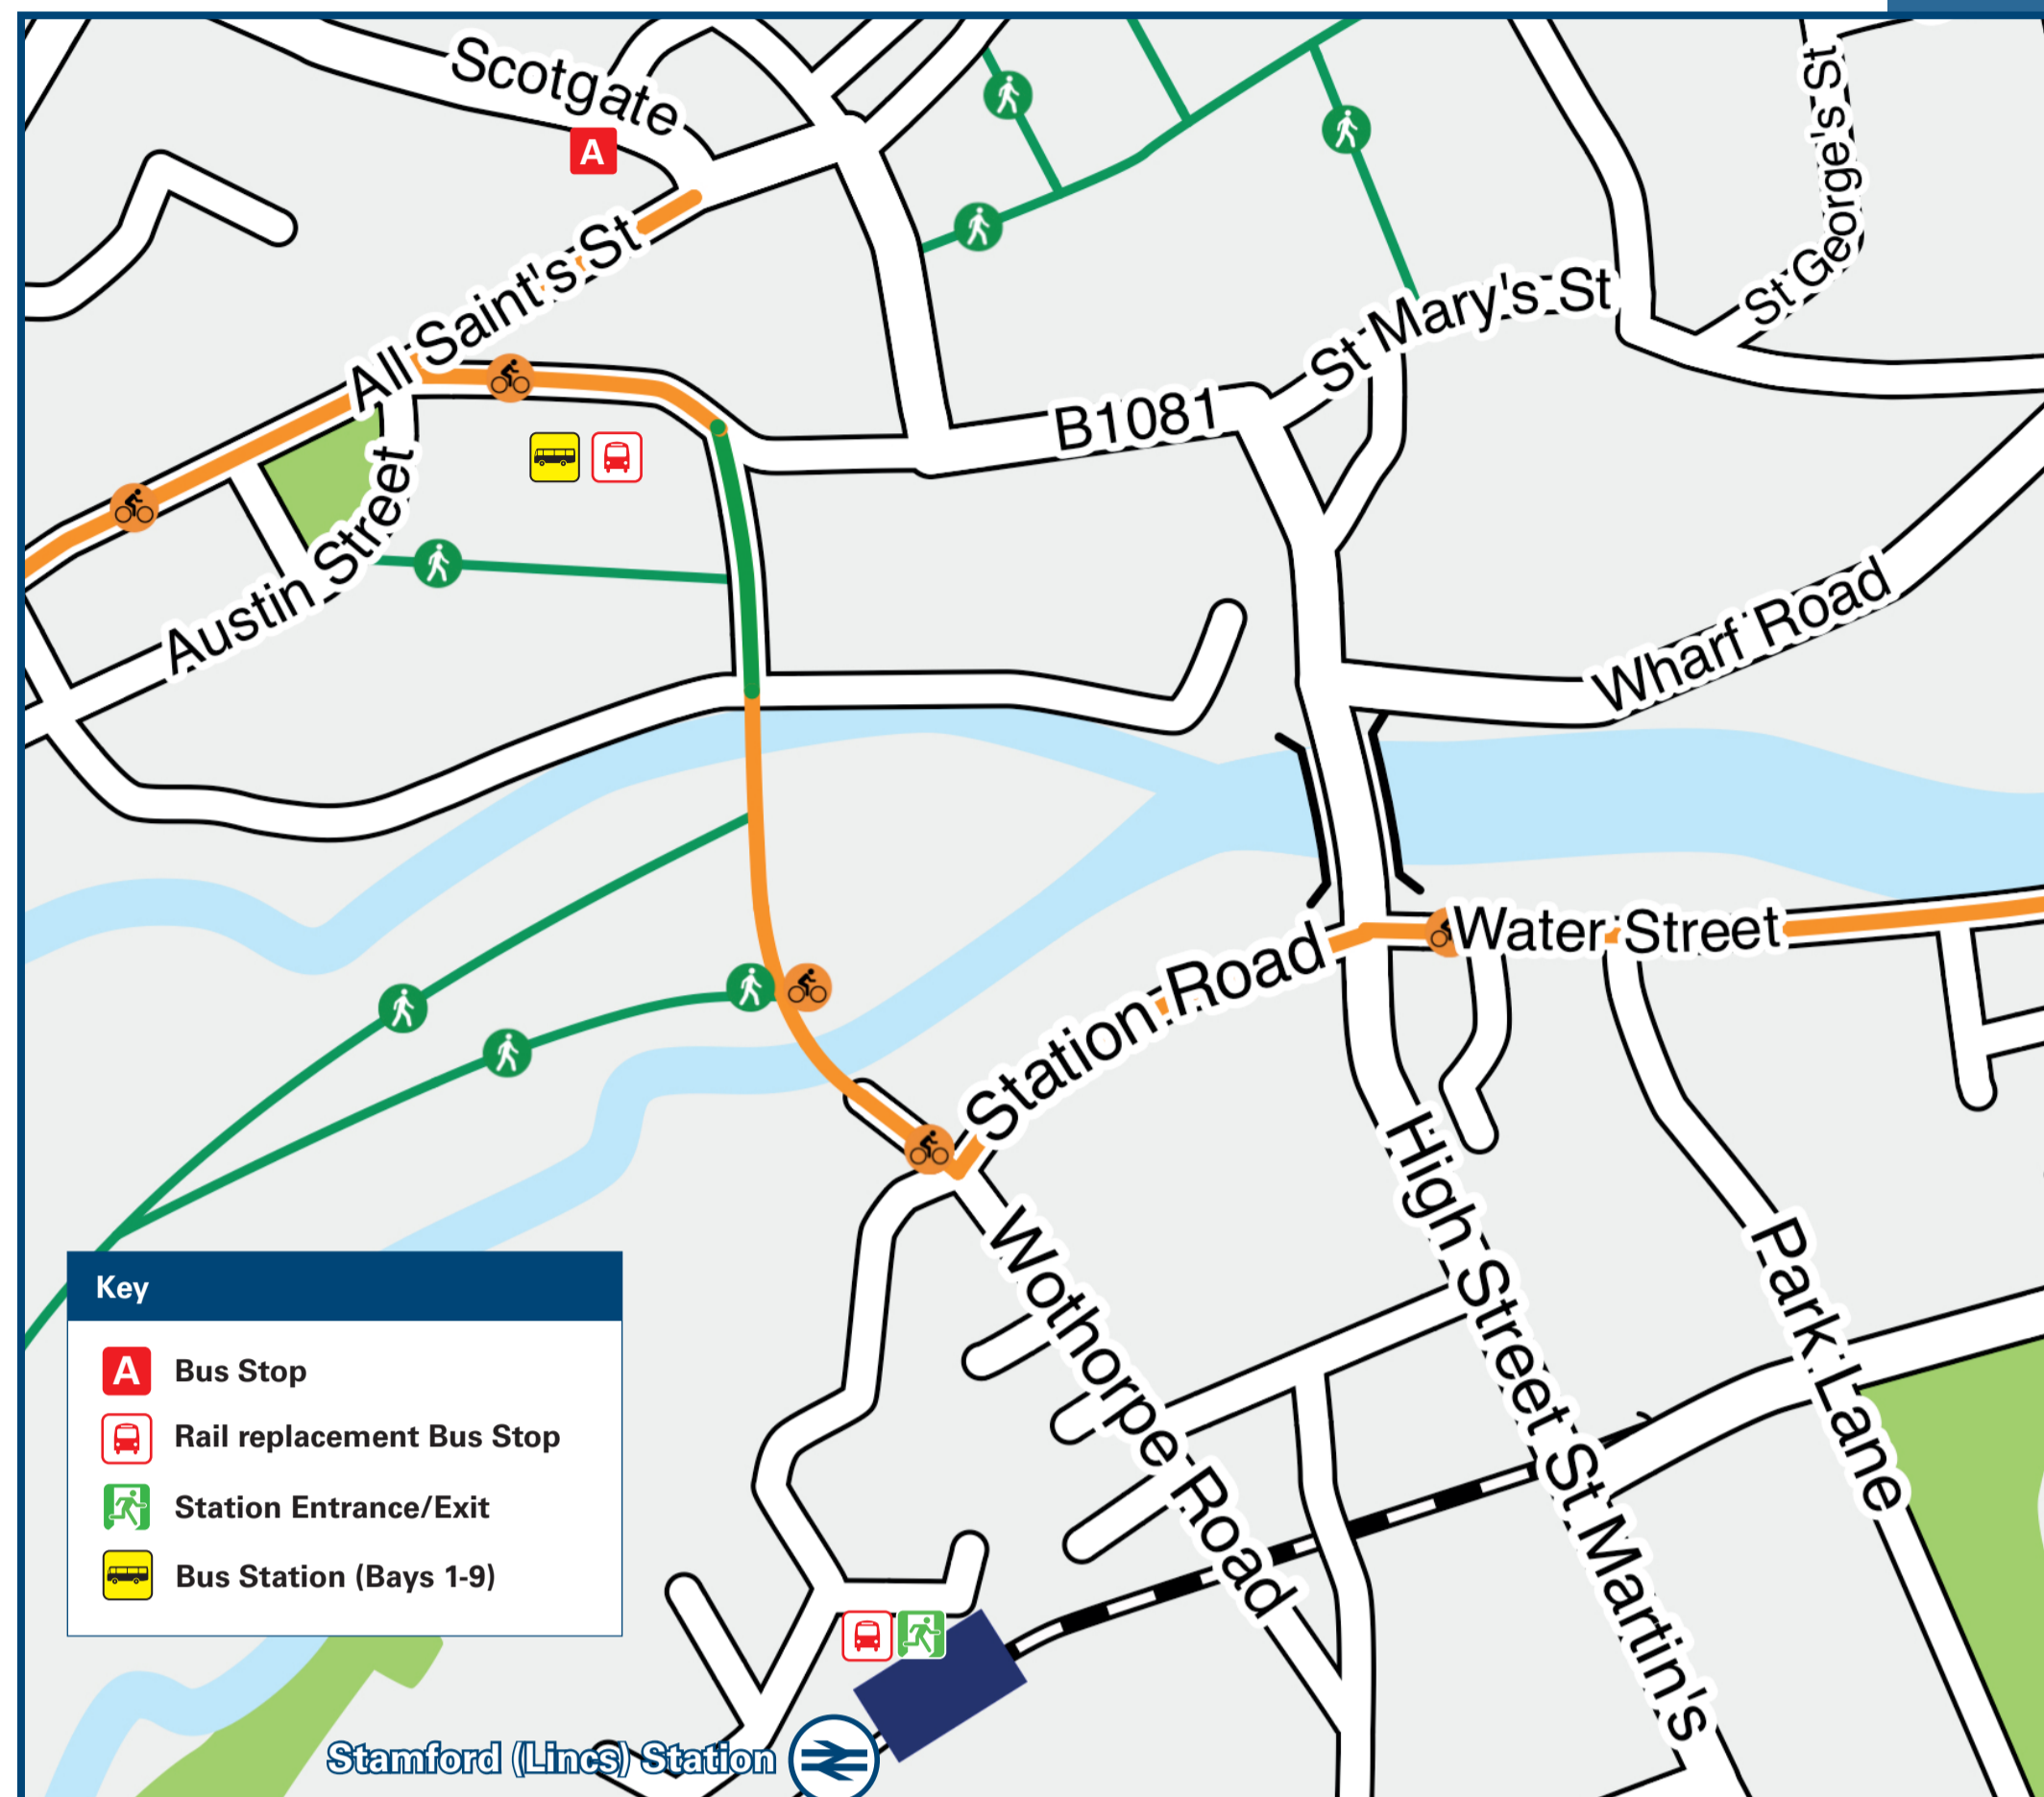 Scotgate
A
St George's St
All Saint's St
St Mary's St
B1081
Austin Street
Wharf Road
Water Street
Station Road
High Street St Martin's
Wothorpe Road
Park Lane
Key
A Bus Stop
Rail replacement Bus Stop
Station Entrance/Exit
Bus Station (Bays 1-9)
Stamford (Lincs) Station